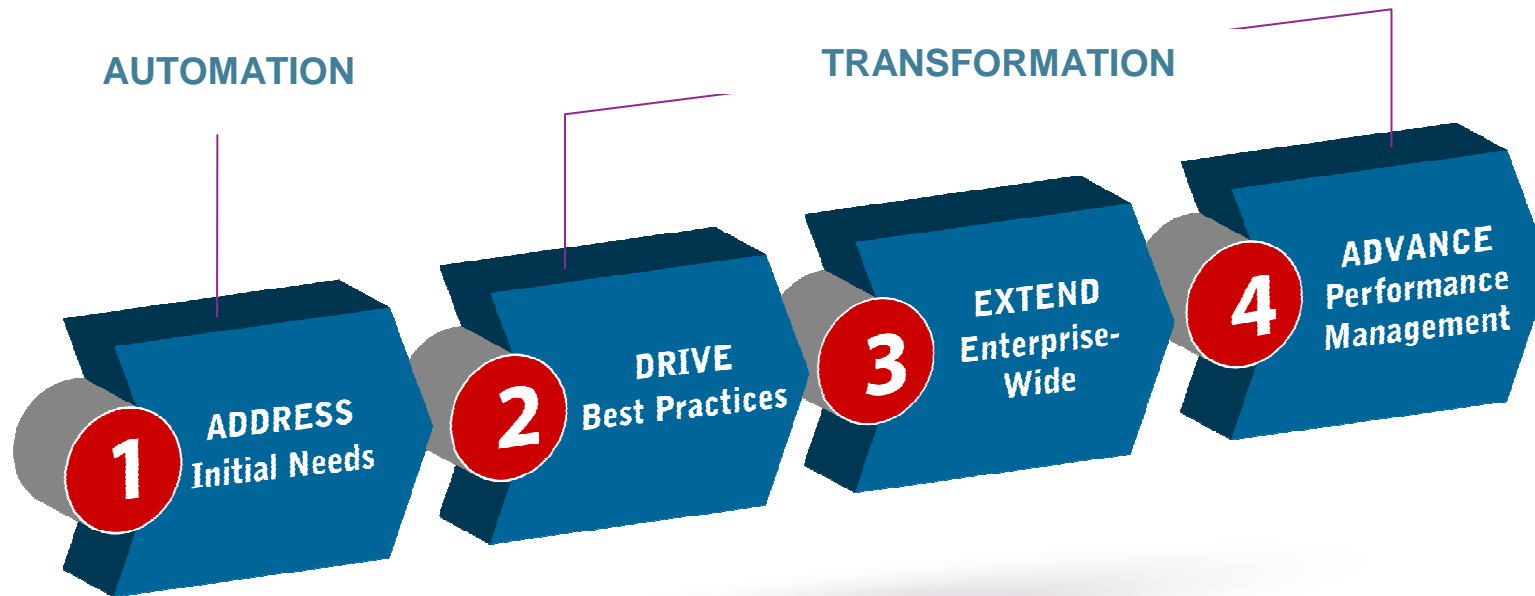 AUTOMATION
TRANSFORMATION
1
ADDRESS
Initial Needs
2
DRIVE
Best Practices
3
EXTEND
Enterprise-
Wide
4
ADVANCE
Performance
Management